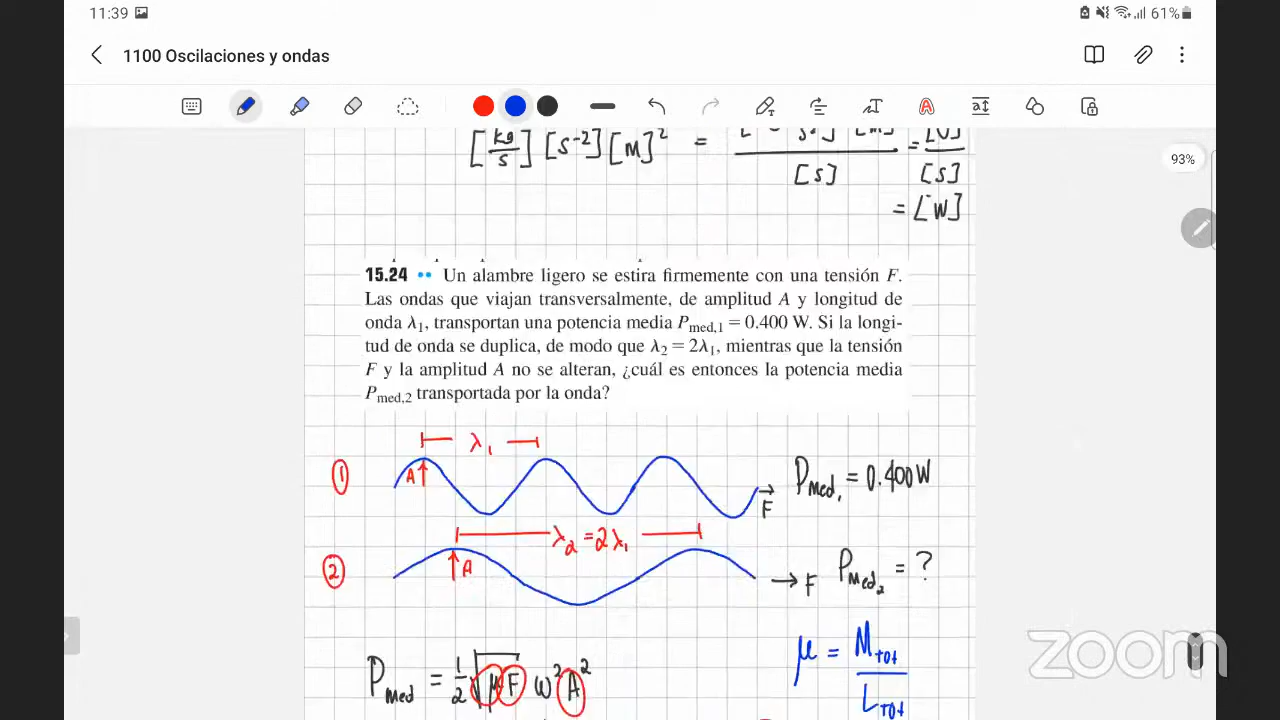 11:39
61%
1100 Oscilaciones y ondas
93%
[kg/s] [s⁻²] [m]² =
[s] = [s]
= [W]
15.24 •• Un alambre ligero se estira firmemente con una tensión F.
Las ondas que viajan transversalmente, de amplitud A y longitud de
onda λ₁, transportan una potencia media Pmed,1 = 0.400 W. Si la longi-
tud de onda se duplica, de modo que λ₂ = 2λ₁, mientras que la tensión
F y la amplitud A no se alteran, ¿cuál es entonces la potencia media
Pmed,2 transportada por la onda?
λ₁
① A F Pmed₁ = 0.400 W
λ₂ = 2λ₁
② A → F Pmed₂ = ?
Pmed = 1/2 √μF ω² A²
μ = MTOT / LTOT
zoom